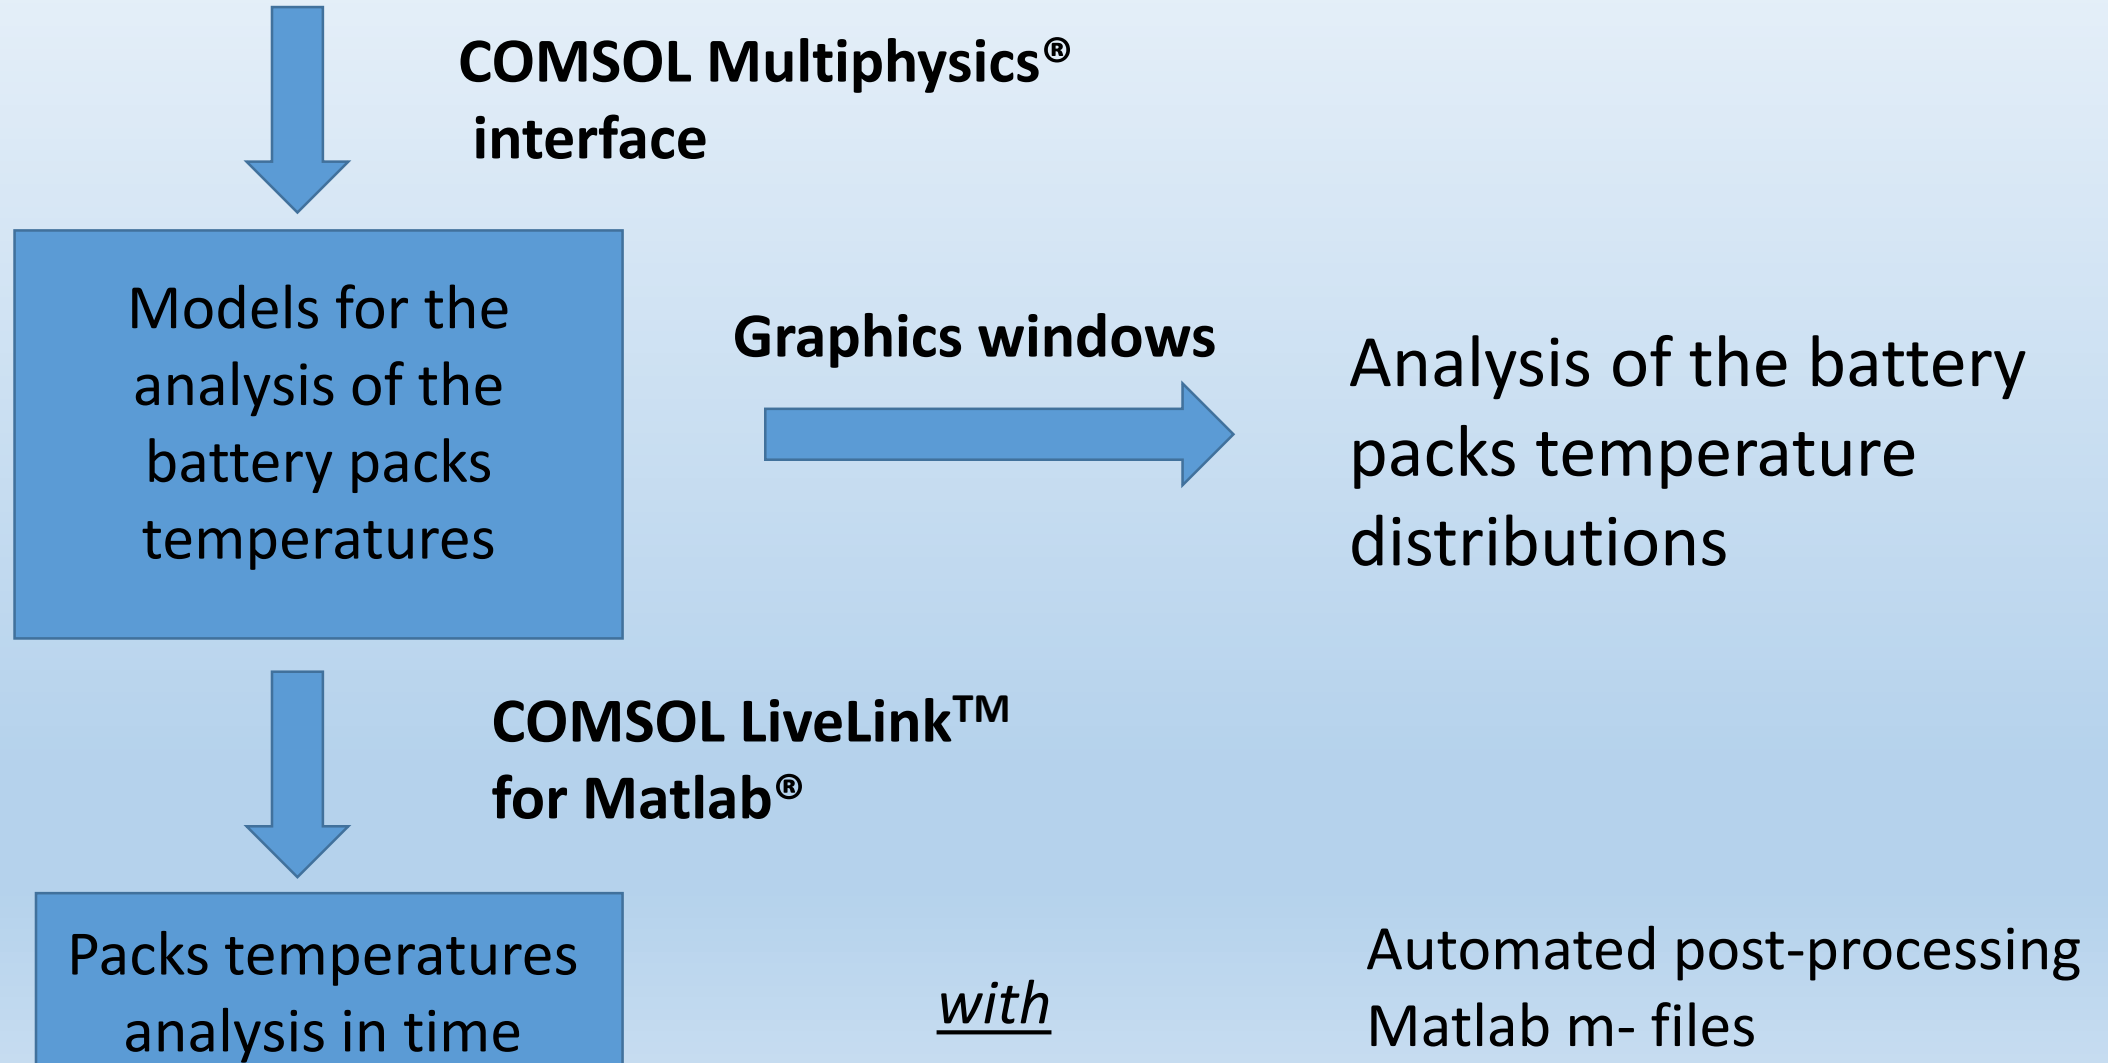 COMSOL Multiphysics®
interface
Models for the
analysis of the
battery packs
temperatures
Graphics windows
Analysis of the battery
packs temperature
distributions
COMSOL LiveLink™
for Matlab®
Packs temperatures
analysis in time
with
Automated post-processing
Matlab m- files